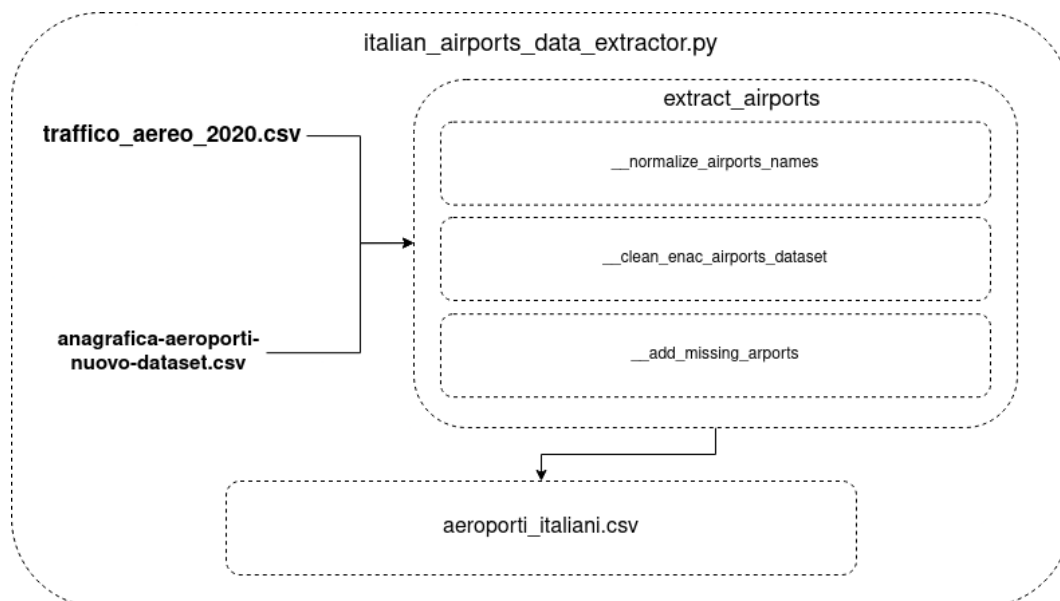 italian_airports_data_extractor.py
extract_airports
traffico_aereo_2020.csv
__normalize_airports_names
__clean_enac_airports_dataset
anagrafica-aeroporti-
nuovo-dataset.csv
__add_missing_arports
aeroporti_italiani.csv